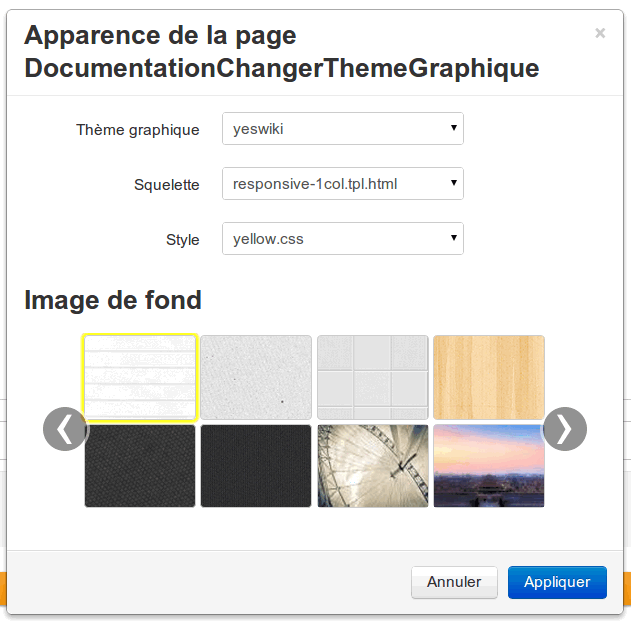 Apparence de la page
DocumentationChangerThemeGraphique
×
Thème graphique
yeswiki
Squelette
responsive-1col.tpl.html
Style
yellow.css
Image de fond
Annuler
Appliquer